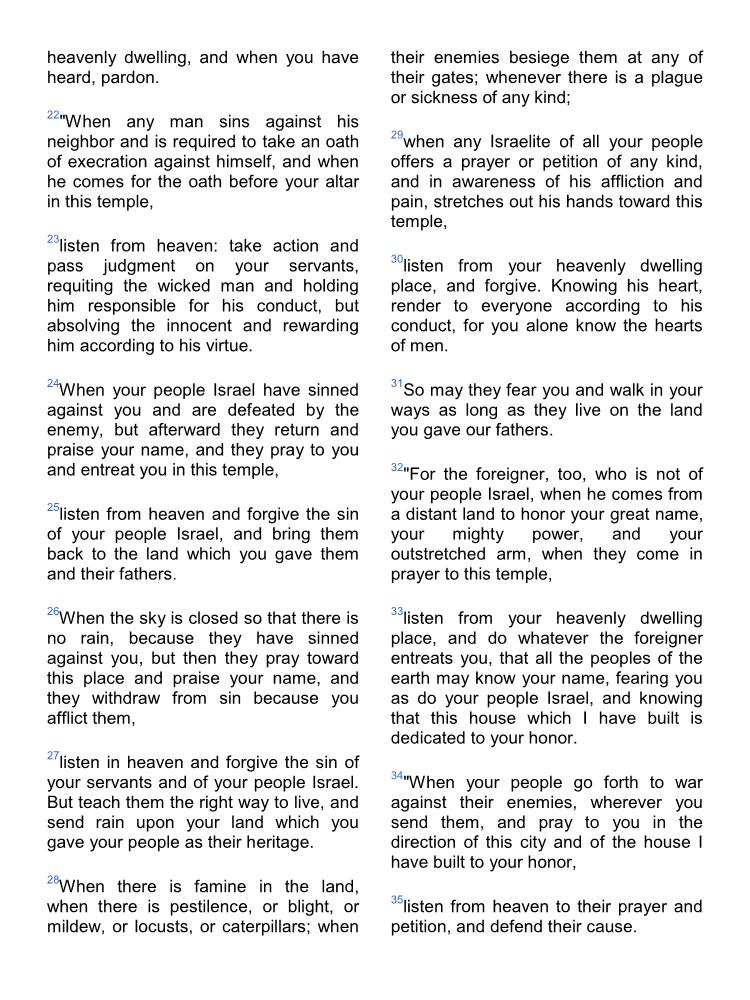 heavenly dwelling, and when you have
heard, pardon.
22"When any man sins against his
neighbor and is required to take an oath
of execration against himself, and when
he comes for the oath before your altar
in this temple,
23listen from heaven: take action and
pass judgment on your servants,
requiting the wicked man and holding
him responsible for his conduct, but
absolving the innocent and rewarding
him according to his virtue.
24When your people Israel have sinned
against you and are defeated by the
enemy, but afterward they return and
praise your name, and they pray to you
and entreat you in this temple,
25listen from heaven and forgive the sin
of your people Israel, and bring them
back to the land which you gave them
and their fathers.
26When the sky is closed so that there is
no rain, because they have sinned
against you, but then they pray toward
this place and praise your name, and
they withdraw from sin because you
afflict them,
27listen in heaven and forgive the sin of
your servants and of your people Israel.
But teach them the right way to live, and
send rain upon your land which you
gave your people as their heritage.
28When there is famine in the land,
when there is pestilence, or blight, or
mildew, or locusts, or caterpillars; when
their enemies besiege them at any of
their gates; whenever there is a plague
or sickness of any kind;
29when any Israelite of all your people
offers a prayer or petition of any kind,
and in awareness of his affliction and
pain, stretches out his hands toward this
temple,
30listen from your heavenly dwelling
place, and forgive. Knowing his heart,
render to everyone according to his
conduct, for you alone know the hearts
of men.
31So may they fear you and walk in your
ways as long as they live on the land
you gave our fathers.
32"For the foreigner, too, who is not of
your people Israel, when he comes from
a distant land to honor your great name,
your mighty power, and your
outstretched arm, when they come in
prayer to this temple,
33listen from your heavenly dwelling
place, and do whatever the foreigner
entreats you, that all the peoples of the
earth may know your name, fearing you
as do your people Israel, and knowing
that this house which I have built is
dedicated to your honor.
34"When your people go forth to war
against their enemies, wherever you
send them, and pray to you in the
direction of this city and of the house I
have built to your honor,
35listen from heaven to their prayer and
petition, and defend their cause.